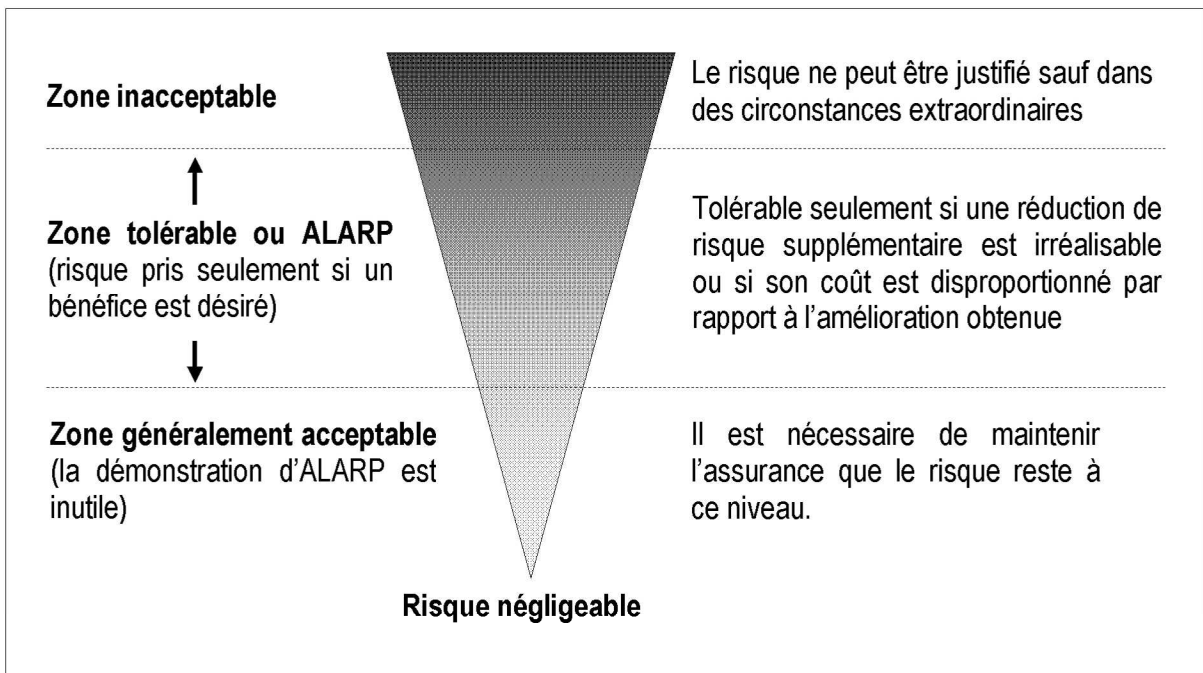 Zone inacceptable
Le risque ne peut être justifié sauf dans
des circonstances extraordinaires
Zone tolérable ou ALARP
(risque pris seulement si un
bénéfice est désiré)
Tolérable seulement si une réduction de
risque supplémentaire est irréalisable
ou si son coût est disproportionné par
rapport à l'amélioration obtenue
Zone généralement acceptable
(la démonstration d'ALARP est
inutile)
Il est nécessaire de maintenir
l'assurance que le risque reste à
ce niveau.
Risque négligeable